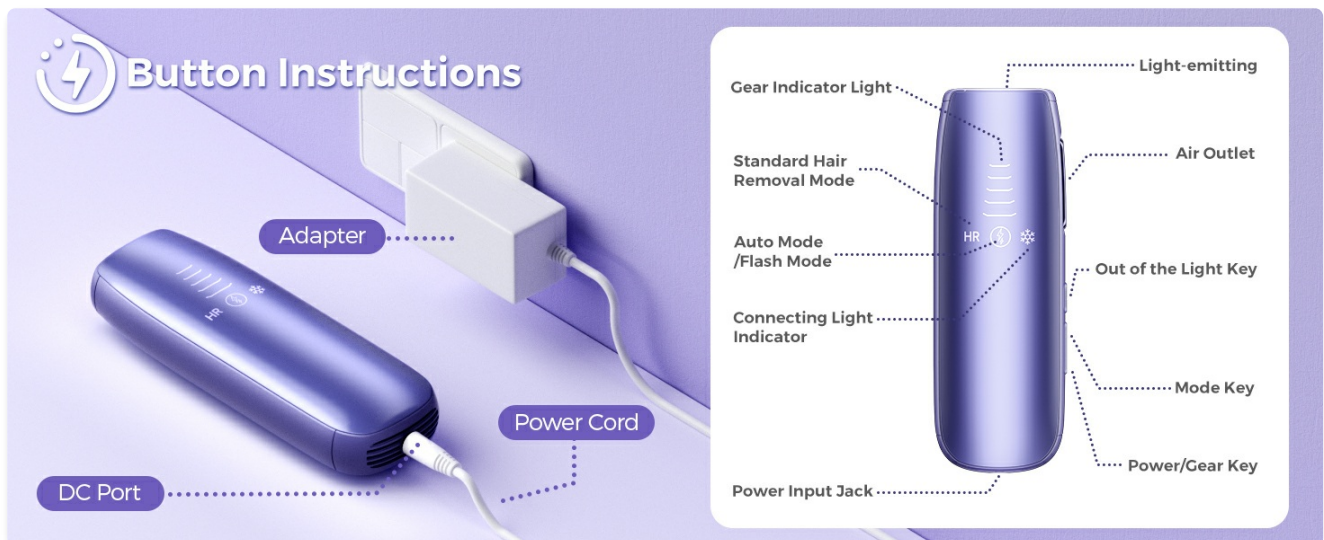 Button Instructions
Adapter
Power Cord
DC Port
Light-emitting
Gear Indicator Light
Standard Hair
Removal Mode
Air Outlet
HR
Auto Mode
/Flash Mode
Out of the Light Key
Connecting Light
Indicator
Mode Key
Power/Gear Key
Power Input Jack
HR